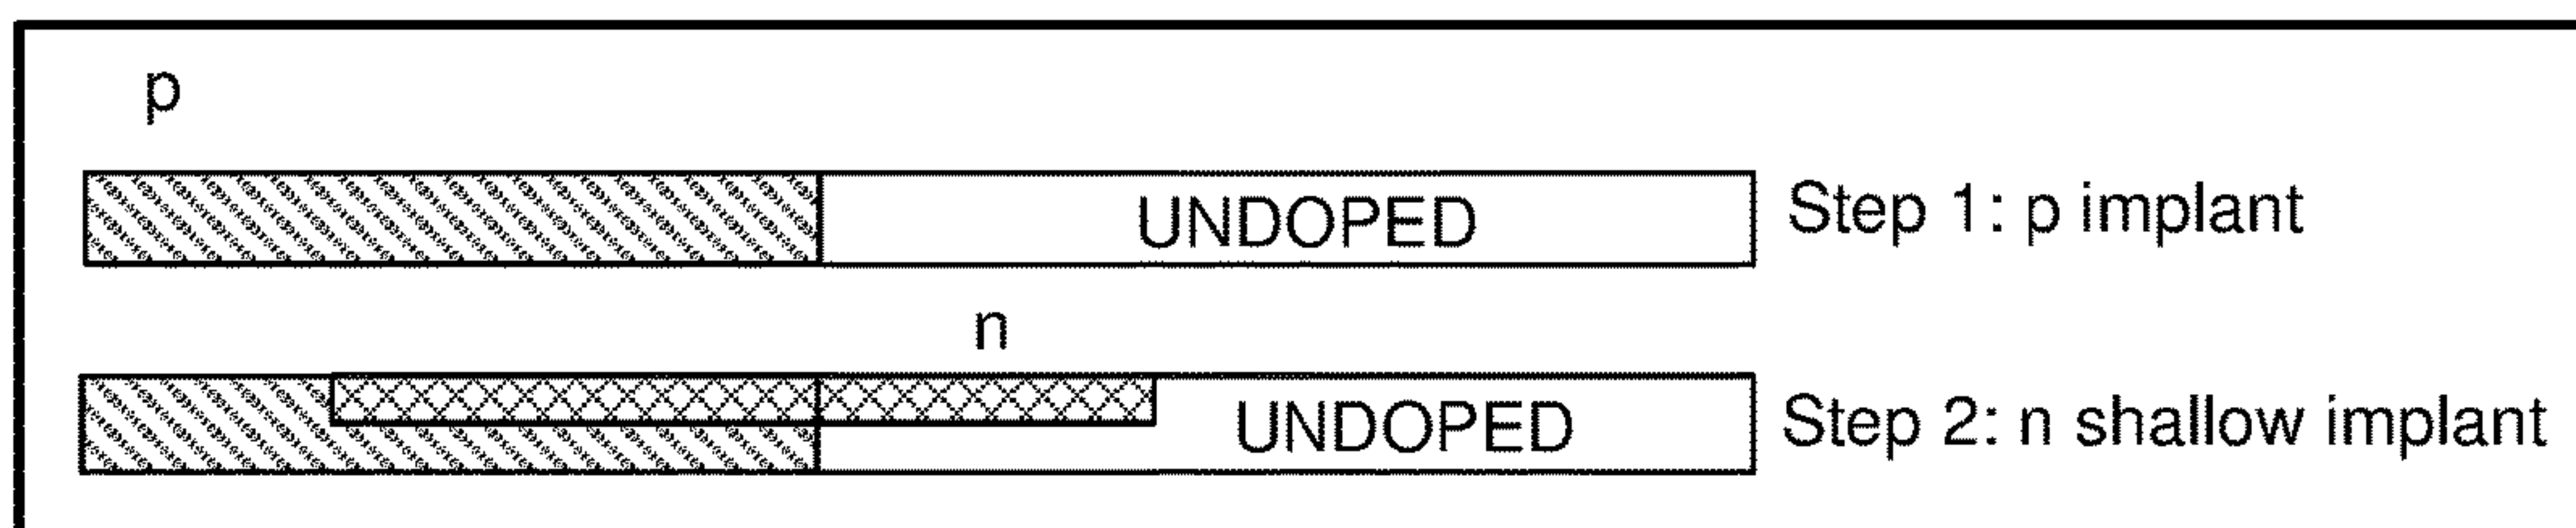 p
UNDOPED Step 1: p implant
n
UNDOPED Step 2: n shallow implant